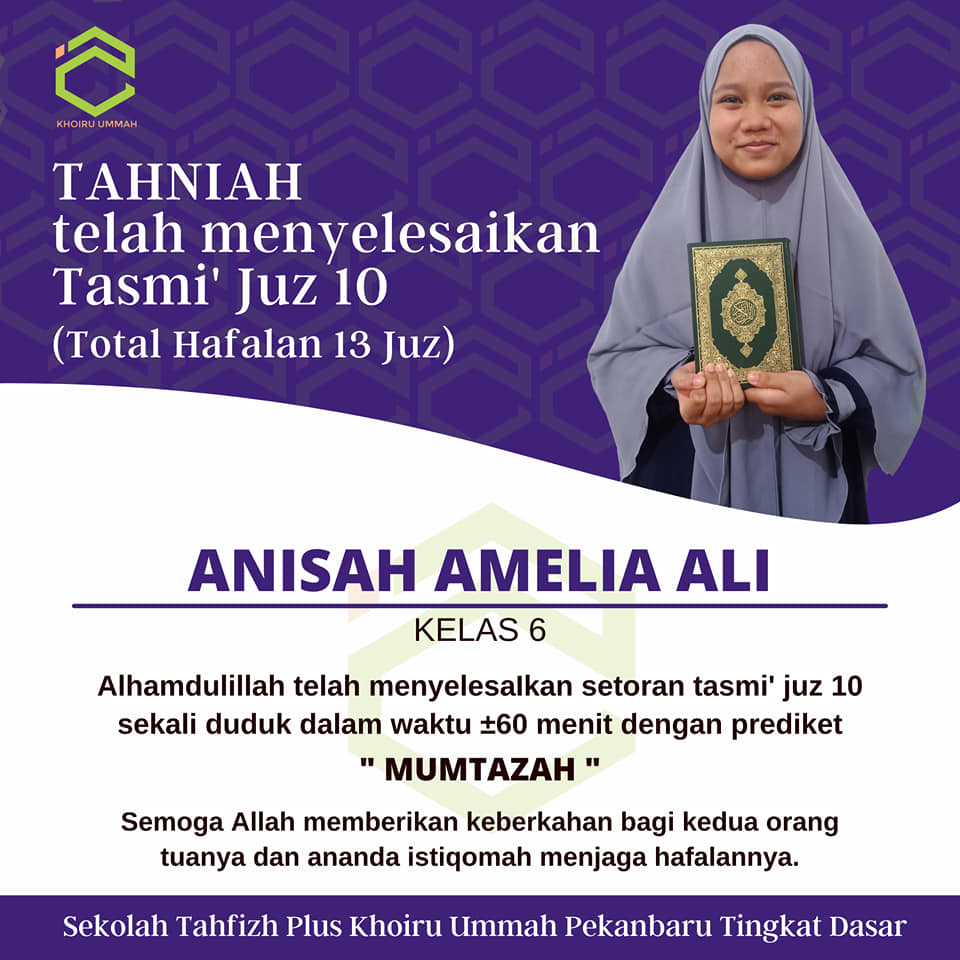 KHOIRU UMMAH
TAHNIAH
telah menyelesaikan
Tasmi' Juz 10
(Total Hafalan 13 Juz)
ANISAH AMELIA ALI
KELAS 6
Alhamdulillah telah menyelesaIkan setoran tasmi' juz 10
sekali duduk dalam waktu ±60 menit dengan prediket
" MUMTAZAH "
Semoga Allah memberikan keberkahan bagi kedua orang
tuanya dan ananda istiqomah menjaga hafalannya.
Sekolah Tahfizh Plus Khoiru Ummah Pekanbaru Tingkat Dasar